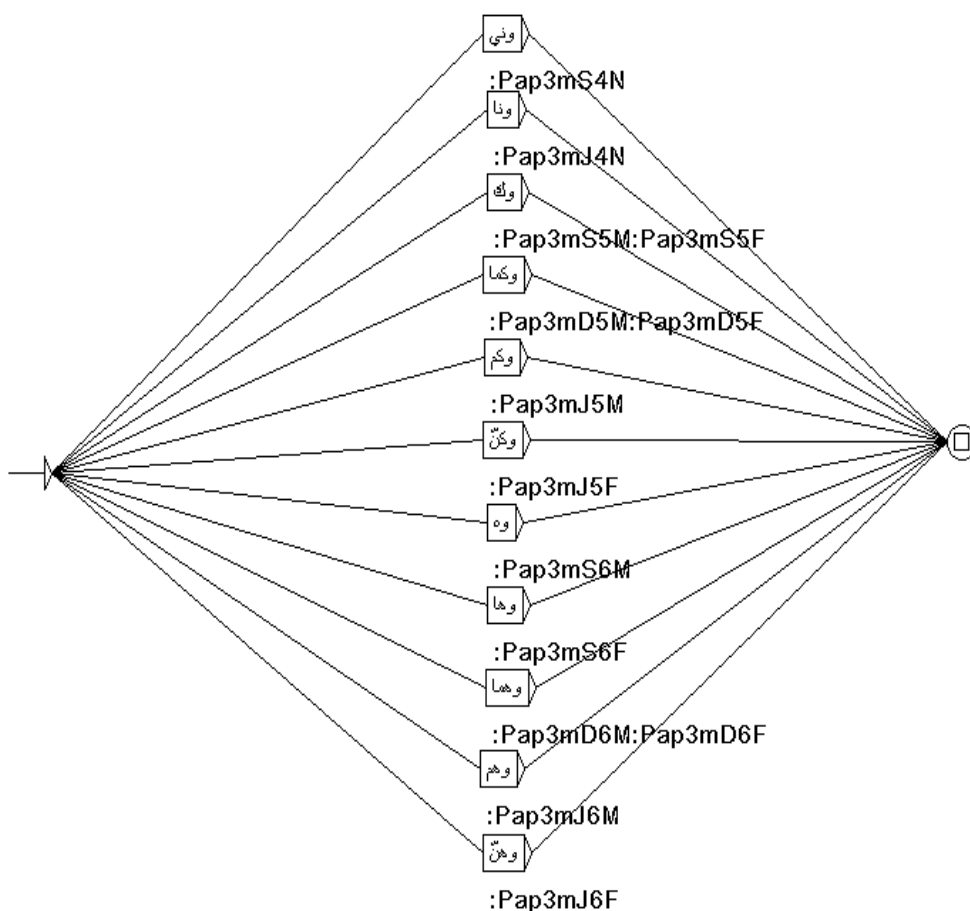 وني
:Pap3mS4N
ونا
:Pap3mJ4N
وك
:Pap3mS5M:Pap3mS5F
وكما
:Pap3mD5M:Pap3mD5F
وكم
:Pap3mJ5M
وكنّ
:Pap3mJ5F
وه
:Pap3mS6M
وها
:Pap3mS6F
وهما
:Pap3mD6M:Pap3mD6F
وهم
:Pap3mJ6M
وهنّ
:Pap3mJ6F